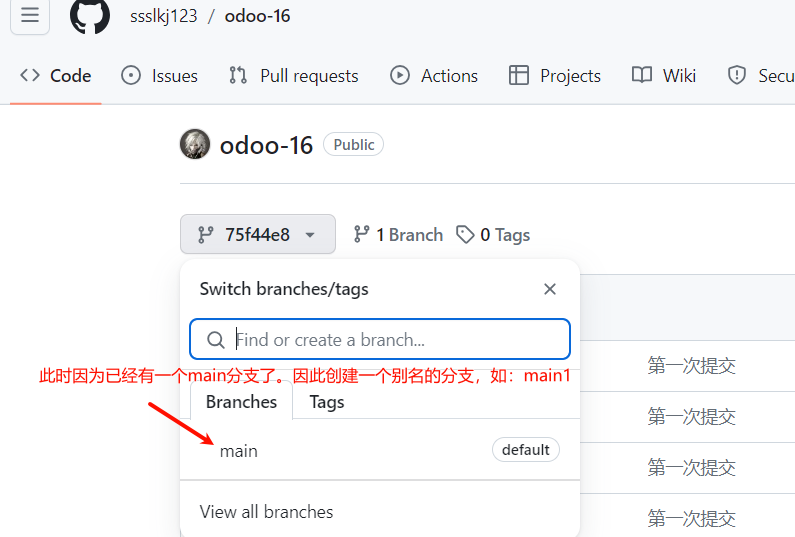 ssslkj123 / odoo-16
Code Issues Pull requests Actions Projects Wiki Secu
odoo-16 Public
75f44e8 1 Branch 0 Tags
Switch branches/tags
Find or create a branch...
此时因为已经有一个main分支了。因此创建一个别名的分支，如：main1
第一次提交
Branches Tags
第一次提交
main default
第一次提交
View all branches
第一次提交